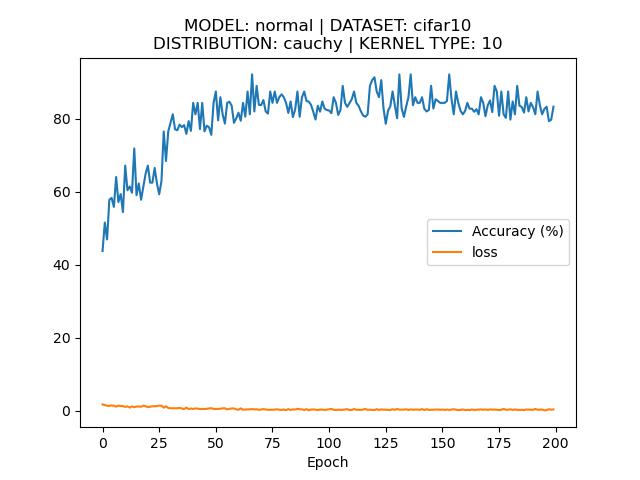 MODEL: normal | DATASET: cifar10
DISTRIBUTION: cauchy | KERNEL TYPE: 10
80
60
40
20
0
Accuracy (%)
loss
0 25 50 75 100 125 150 175 200
Epoch